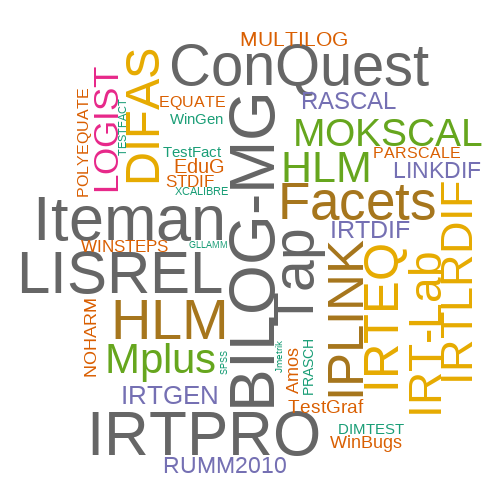 MULTILOG
ConQuest
DIFAS
LOGIST
POLYEQUATE
TESTFACT
EQUATE
WinGen
RASCAL
BILOG-MG
MOKSCAL
TestFact
EduG
STDIF
XCALIBRE
HLM
PARSCALE
LINKDIF
Facets
Iteman
IRTDIF
WINSTEPS
GLLAMM
LISREL
Tap
IPLINK
IRTEQ
IRT-Lab
IRTLRDIF
HLM
NOHARM
Mplus
SPSS
Jmetrik
Amos
PRASCH
IRTGEN
TestGraf
IRTPRO
DIMTEST
WinBugs
RUMM2010